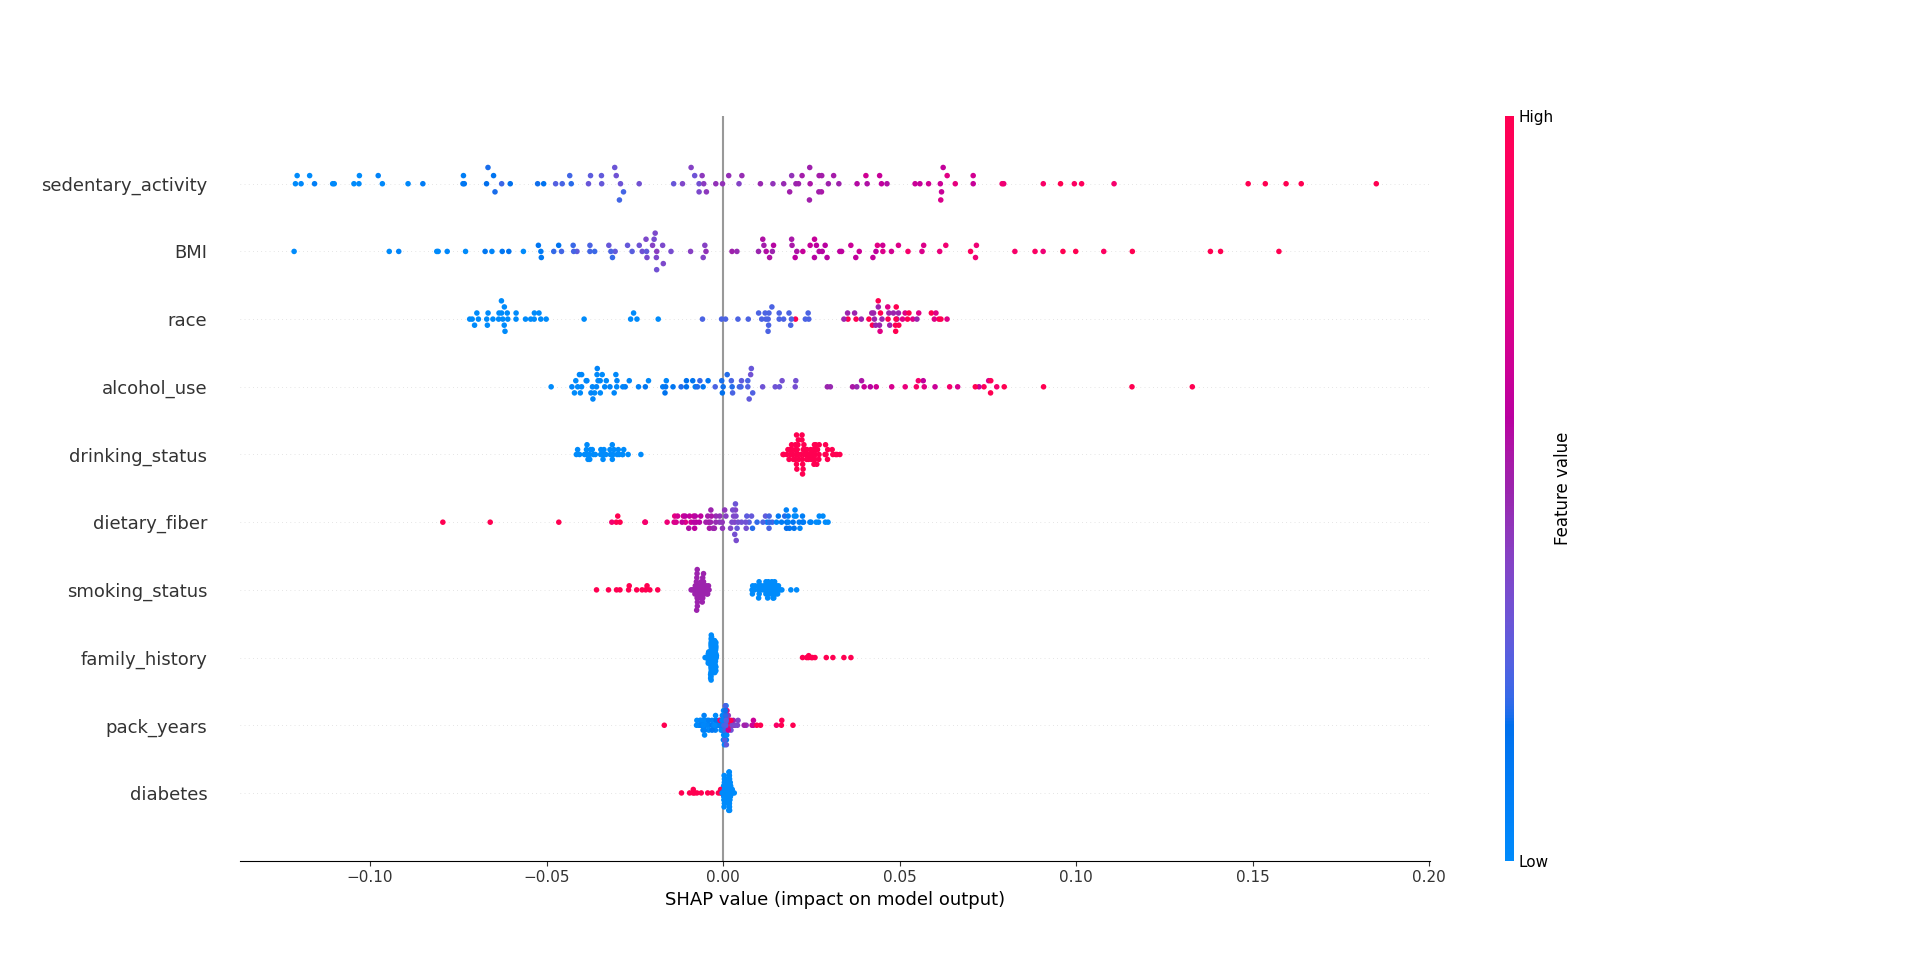 High
sedentary_activity
BMI
race
alcohol_use
drinking_status
dietary_fiber
smoking_status
family_history
pack_years
diabetes
Feature value
Low
−0.10 −0.05 0.00 0.05 0.10 0.15 0.20
SHAP value (impact on model output)